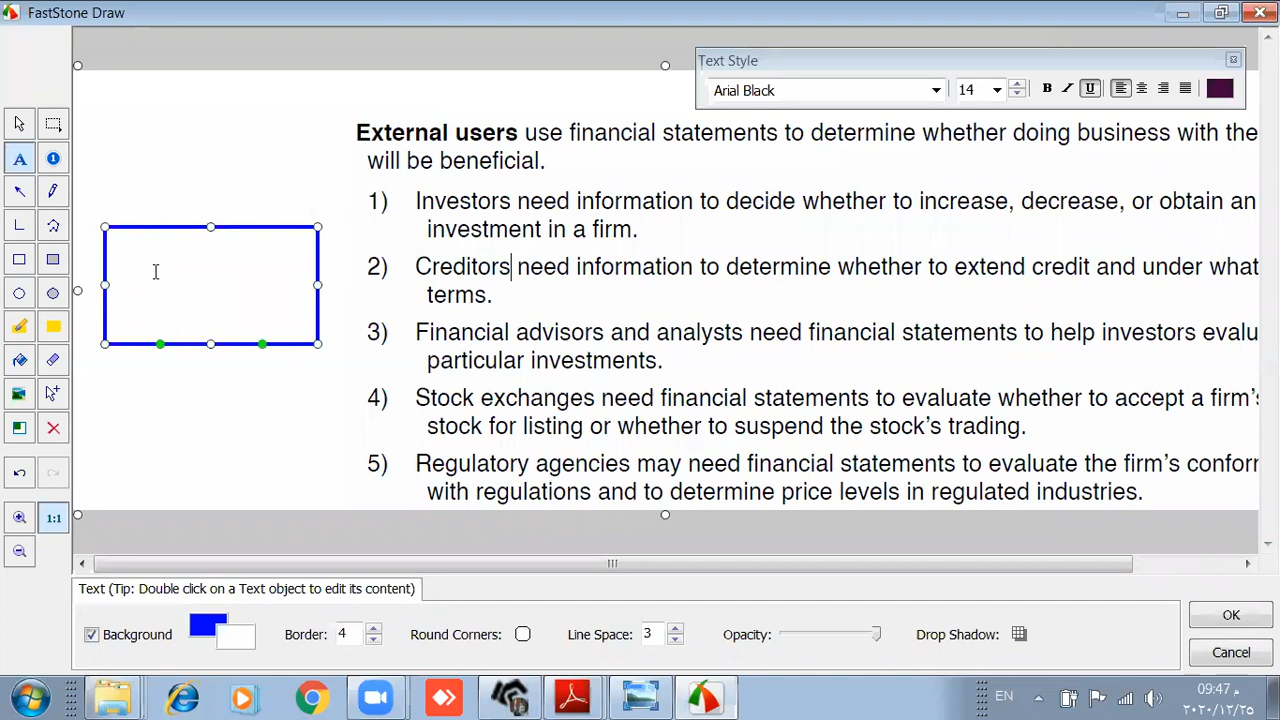 FastStone Draw
Text Style
Arial Black
14
B
I
U
External users use financial statements to determine whether doing business with the
will be beneficial.
1) Investors need information to decide whether to increase, decrease, or obtain an
investment in a firm.
2) Creditors need information to determine whether to extend credit and under what
terms.
3) Financial advisors and analysts need financial statements to help investors evalu
particular investments.
4) Stock exchanges need financial statements to evaluate whether to accept a firm's
stock for listing or whether to suspend the stock's trading.
5) Regulatory agencies may need financial statements to evaluate the firm's confor
with regulations and to determine price levels in regulated industries.
A
1
1:1
Text (Tip: Double click on a Text object to edit its content)
Background
Border: 4
Round Corners:
Line Space: 3
Opacity:
Drop Shadow:
OK
Cancel
EN
09:47 م
٢٠٢٠/١٢/٢٥